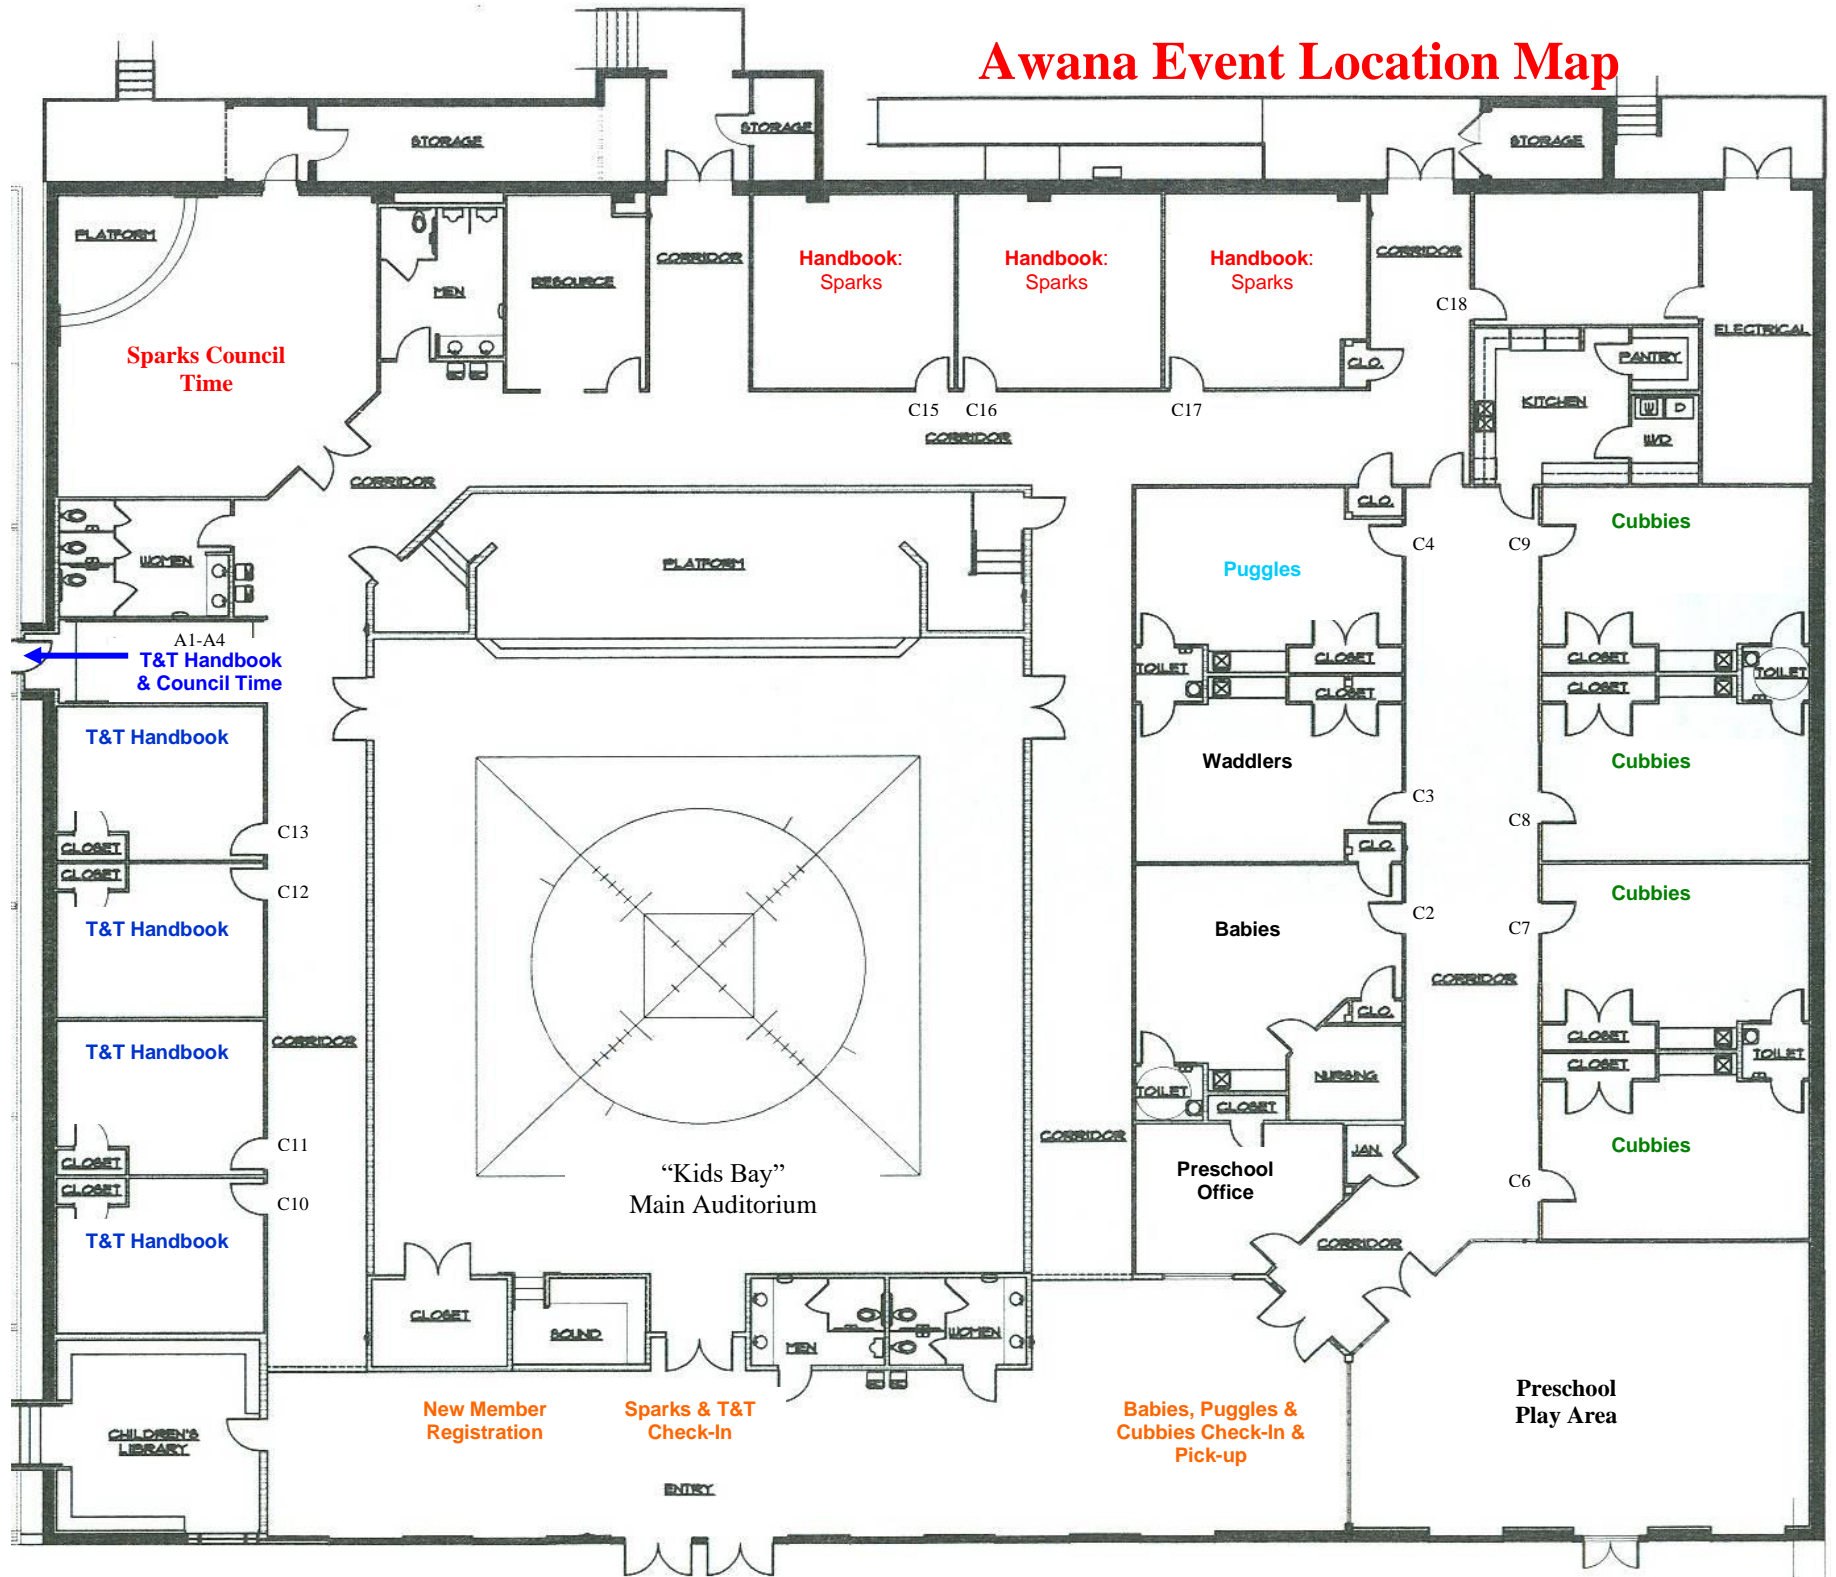 Awana Event Location Map
STORAGE
STORAGE
STORAGE
PLATFORM
MEN
RESOURCE
CORRIDOR
Handbook:
Sparks
Handbook:
Sparks
Handbook:
Sparks
CORRIDOR
C18
ELECTRICAL
Sparks Council
Time
CLO.
PANTRY
KITCHEN
W D
W/D
C15
C16
C17
CORRIDOR
CORRIDOR
CLO.
WOMEN
PLATFORM
Puggles
C4
C9
Cubbies
A1-A4
T&T Handbook
& Council Time
TOILET
CLOSET
CLOSET
CLOSET
CLOSET
TOILET
T&T Handbook
Waddlers
Cubbies
C13
CLOSET
C3
C8
CLO.
CLOSET
C12
T&T Handbook
Babies
C2
C7
Cubbies
CORRIDOR
CLO.
T&T Handbook
CORRIDOR
CLOSET
CLOSET
TOILET
NURSING
TOILET
CLOSET
C11
CLOSET
CORRIDOR
JAN.
Cubbies
CLOSET
C10
T&T Handbook
"Kids Bay"
Main Auditorium
Preschool
Office
C6
CORRIDOR
CLOSET
SOUND
MEN
WOMEN
New Member
Registration
Sparks & T&T
Check-In
Babies, Puggles &
Cubbies Check-In &
Pick-up
Preschool
Play Area
CHILDREN'S
LIBRARY
ENTRY